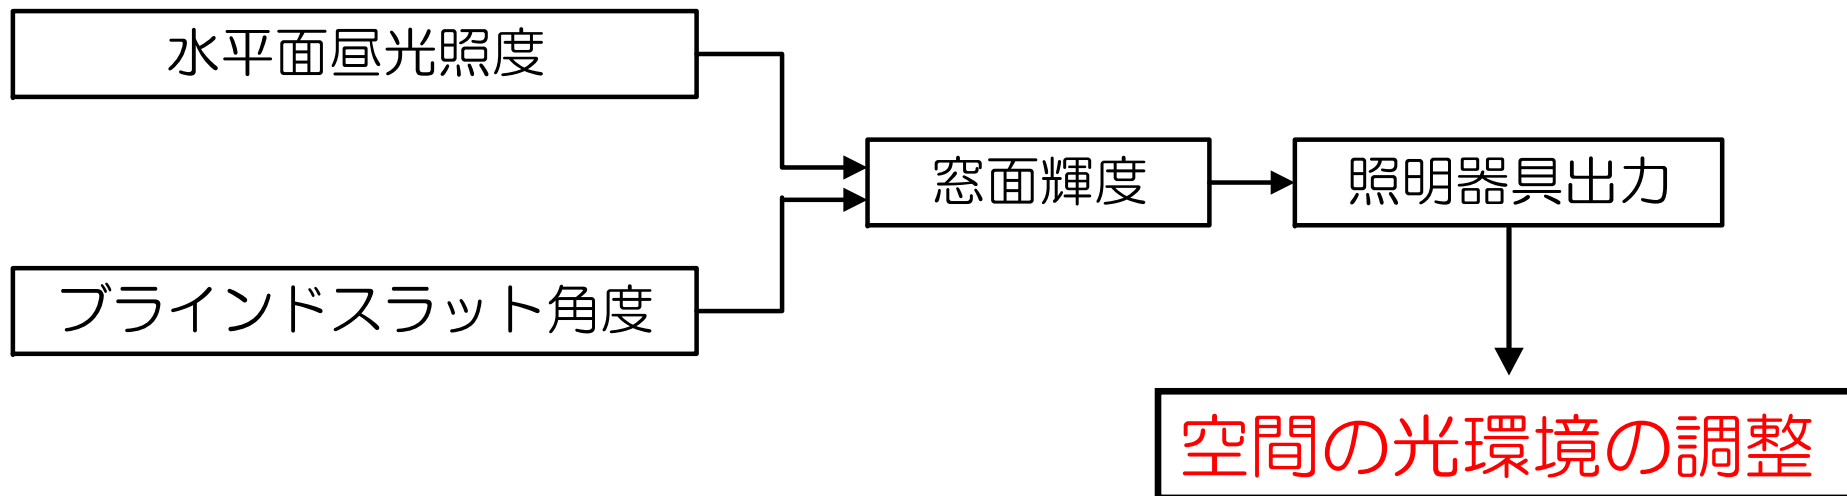 水平面昼光照度
窓面輝度
照明器具出力
ブラインドスラット角度
空間の光環境の調整